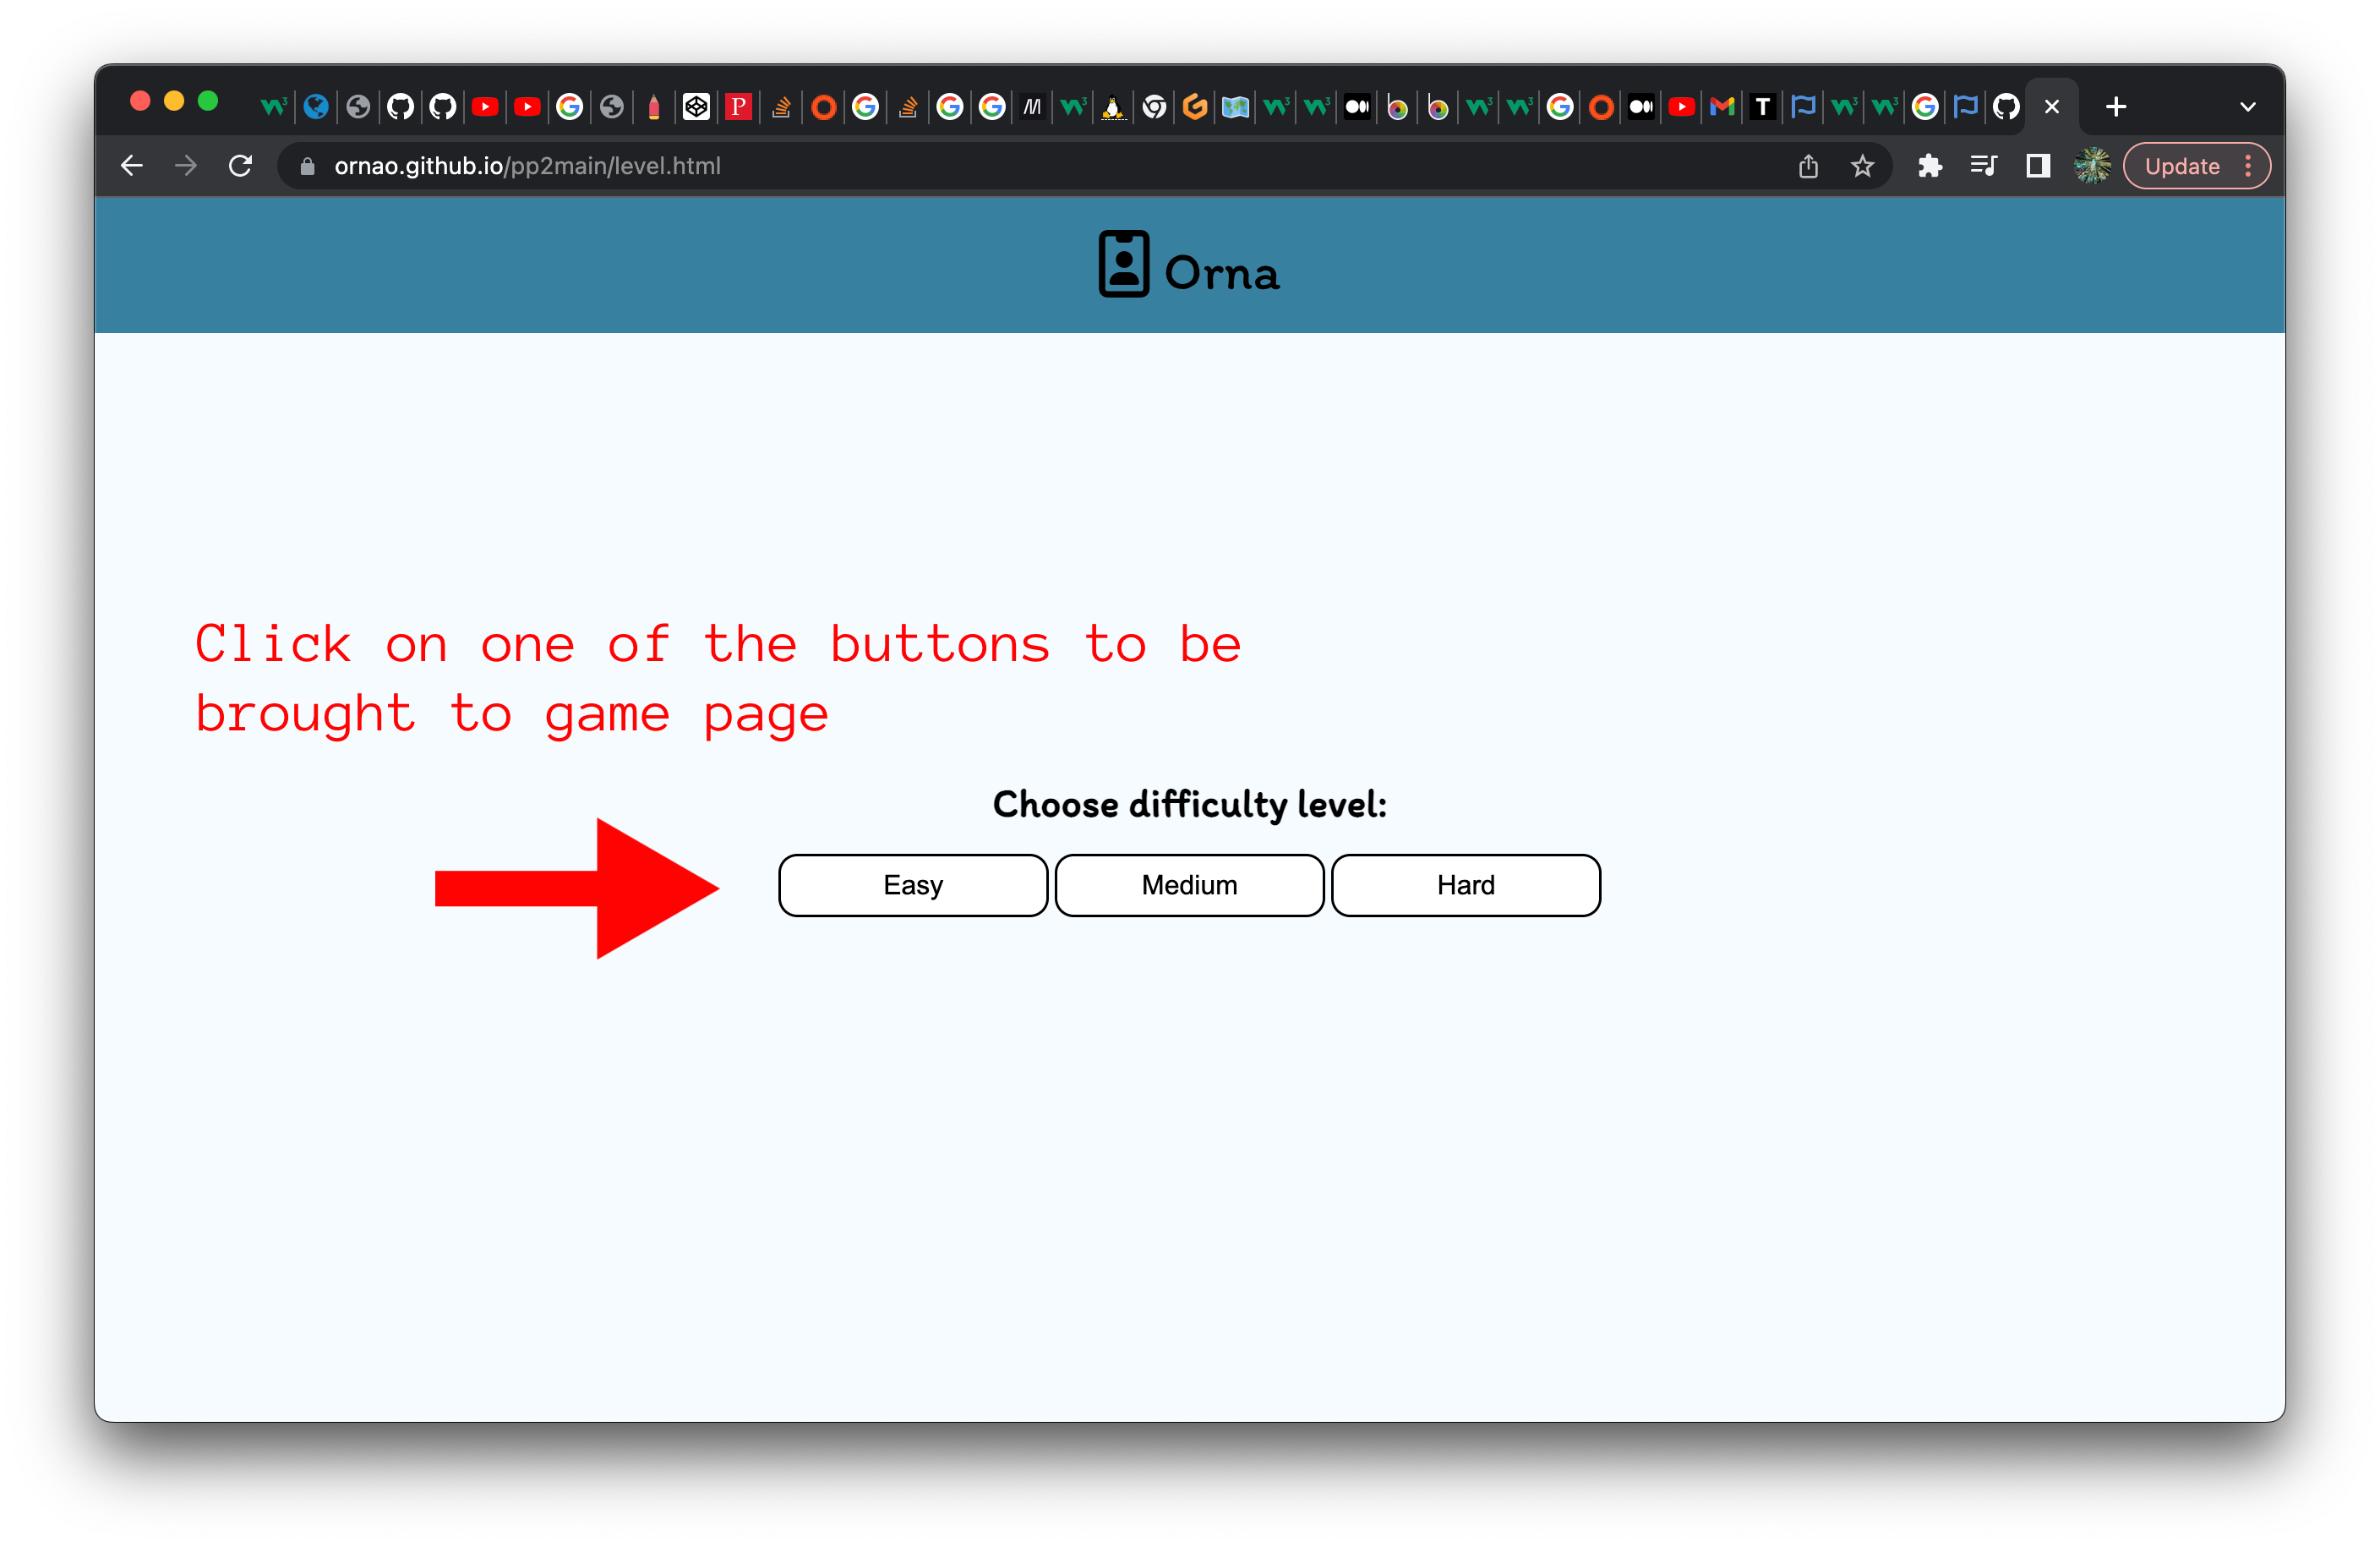 ornao.github.io/pp2main/level.html
Update
Orna
Click on one of the buttons to be
brought to game page
Choose difficulty level:
Easy Medium Hard